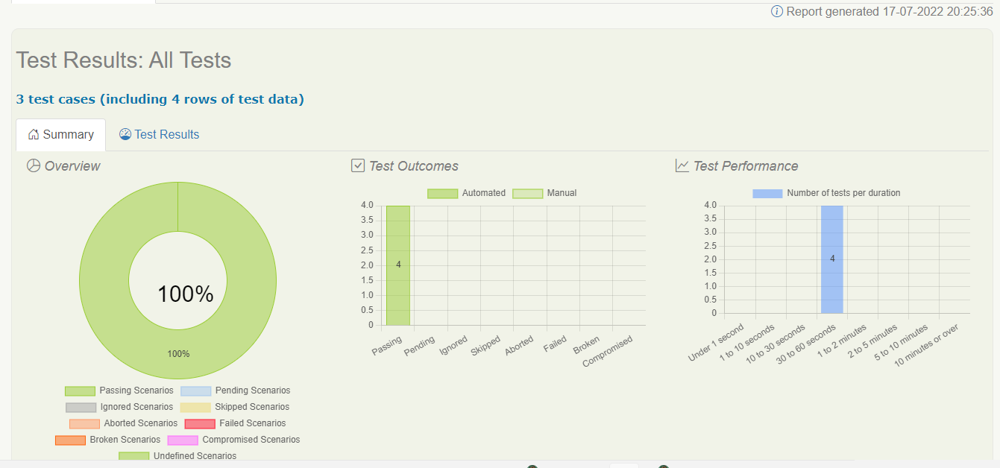 Report generated 17-07-2022 20:25:36
Test Results: All Tests
3 test cases (including 4 rows of test data)
Summary
Test Results
Overview
100%
100%
Passing Scenarios
Pending Scenarios
Ignored Scenarios
Skipped Scenarios
Aborted Scenarios
Failed Scenarios
Broken Scenarios
Compromised Scenarios
Undefined Scenarios
Test Outcomes
Automated
Manual
4.0
3.5
3.0
2.5
2.0
1.5
1.0
0.5
0
4
Passing
Pending
Ignored
Skipped
Aborted
Failed
Broken
Compromised
Test Performance
Number of tests per duration
4.0
3.5
3.0
2.5
2.0
1.5
1.0
0.5
0
4
Under 1 second
1 to 10 seconds
10 to 30 seconds
30 to 60 seconds
1 to 2 minutes
2 to 5 minutes
5 to 10 minutes
10 minutes or over